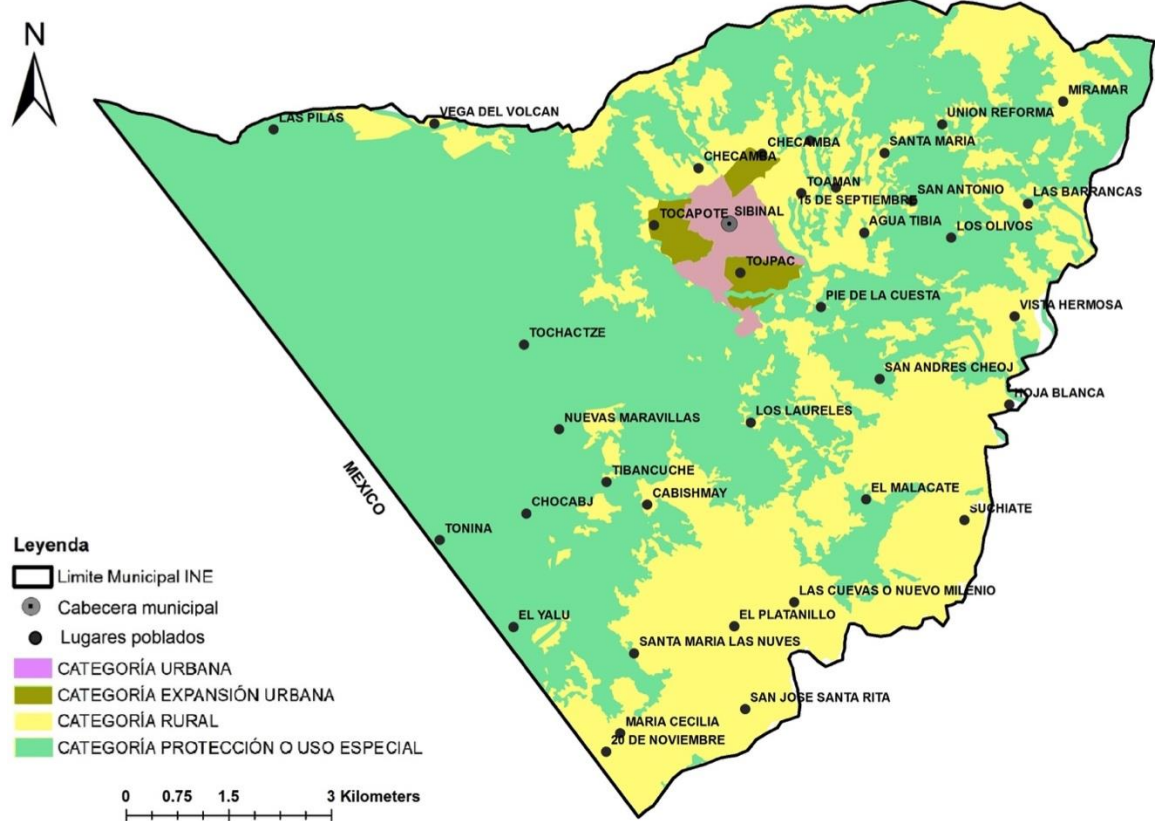 N
MIRAMAR
VEGA DEL VOLCAN
UNION REFORMA
LAS PILAS
CHECAMBA
SANTA MARIA
CHECAMBA
TOAMAN
15 DE SEPTIEMBRE
SAN ANTONIO
LAS BARRANCAS
TOCAPOTE
SIBINAL
AGUA TIBIA
LOS OLIVOS
TOJPAC
PIE DE LA CUESTA
VISTA HERMOSA
TOCHACTZE
SAN ANDRES CHEOJ
HOJA BLANCA
NUEVAS MARAVILLAS
LOS LAURELES
MEXICO
TIBANCUCHE
CABISHMAY
EL MALACATE
CHOCABJ
SUCHIATE
TONINA
LAS CUEVAS O NUEVO MILENIO
EL YALU
EL PLATANILLO
SANTA MARIA LAS NUVES
SAN JOSE SANTA RITA
MARIA CECILIA
20 DE NOVIEMBRE
Leyenda
Limite Municipal INE
Cabecera municipal
Lugares poblados
CATEGORÍA URBANA
CATEGORÍA EXPANSIÓN URBANA
CATEGORÍA RURAL
CATEGORÍA PROTECCIÓN O USO ESPECIAL
0 0.75 1.5 3 Kilometers